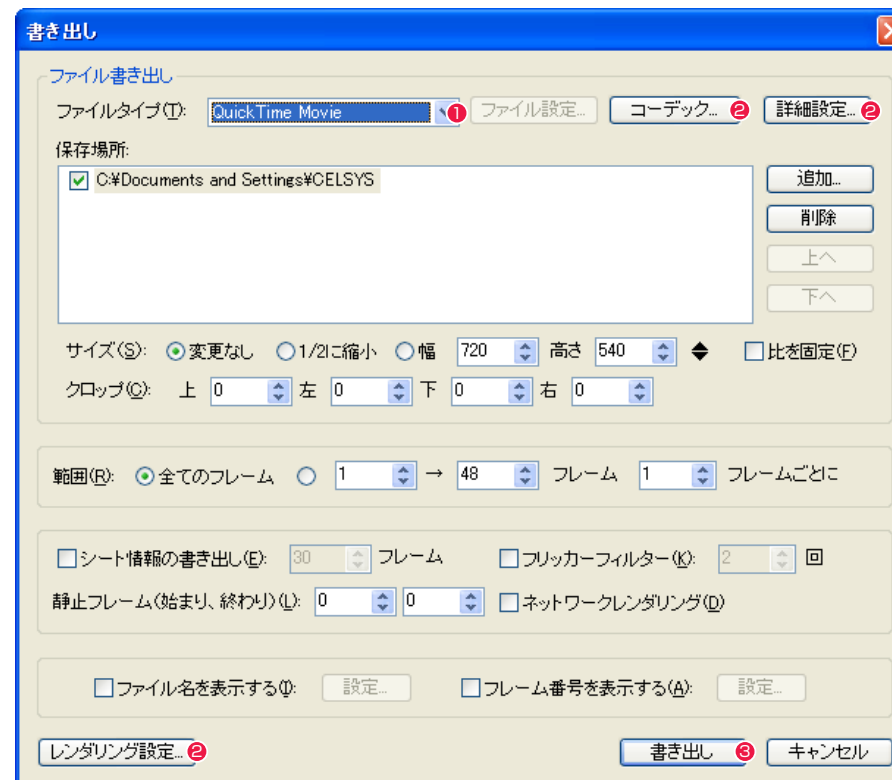 書き出し
ファイル書き出し
ファイルタイプ(T): QuickTime Movie ❶ ファイル設定... コーデック... ❷ 詳細設定... ❷
保存場所:
C:¥Documents and Settings¥CELSYS
追加...
削除
上へ
下へ
サイズ(S): 変更なし 1/2に縮小 幅 720 高さ 540 比を固定(F)
クロップ(C): 上 0 左 0 下 0 右 0
範囲(R): 全てのフレーム 1 → 48 フレーム 1 フレームごとに
シート情報の書き出し(E): 30 フレーム フリッカーフィルター(K): 2 回
静止フレーム(始まり、終わり)(L): 0 0 ネットワークレンダリング(D)
ファイル名を表示する(I): 設定... フレーム番号を表示する(A): 設定...
レンダリング設定... ❷ 書き出し ❸ キャンセル